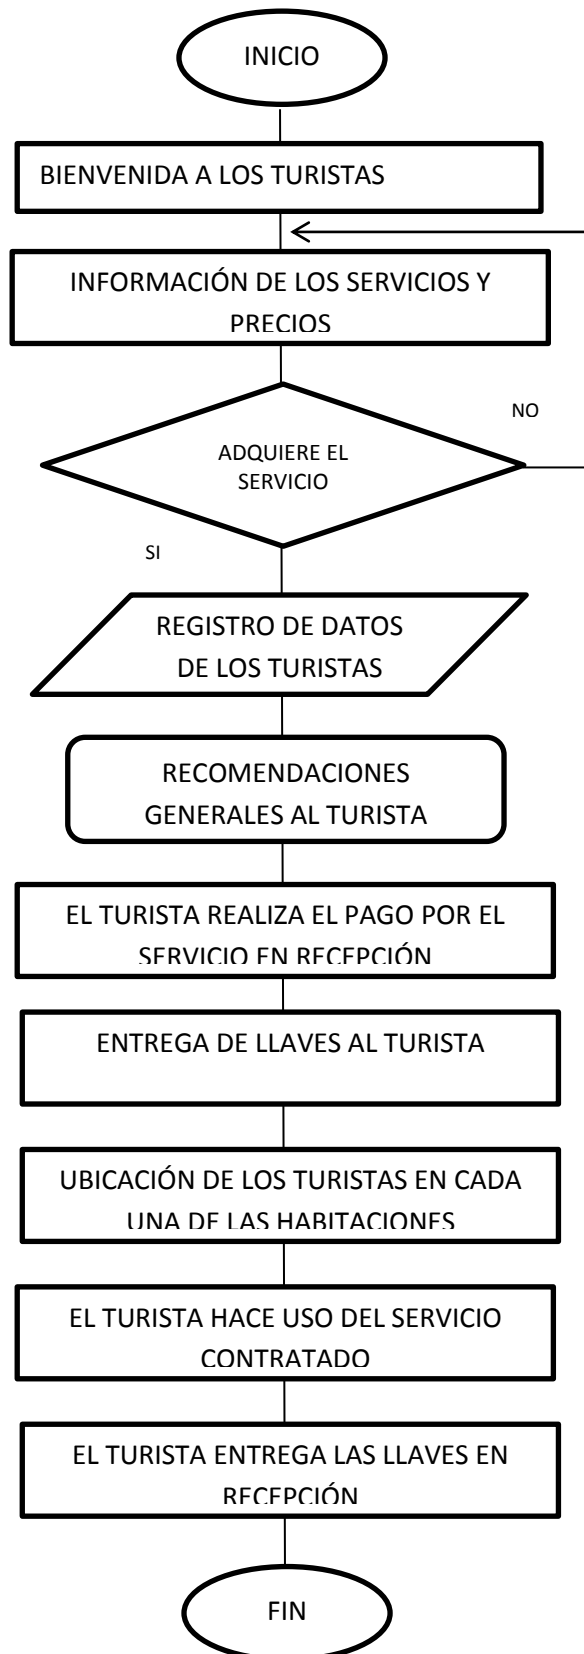 INICIO
BIENVENIDA A LOS TURISTAS
INFORMACIÓN DE LOS SERVICIOS Y
PRECIOS
NO
ADQUIERE EL
SERVICIO
SI
REGISTRO DE DATOS
DE LOS TURISTAS
RECOMENDACIONES
GENERALES AL TURISTA
EL TURISTA REALIZA EL PAGO POR EL
SERVICIO EN RECEPCIÓN
ENTREGA DE LLAVES AL TURISTA
UBICACIÓN DE LOS TURISTAS EN CADA
UNA DE LAS HABITACIONES
EL TURISTA HACE USO DEL SERVICIO
CONTRATADO
EL TURISTA ENTREGA LAS LLAVES EN
RECEPCIÓN
FIN